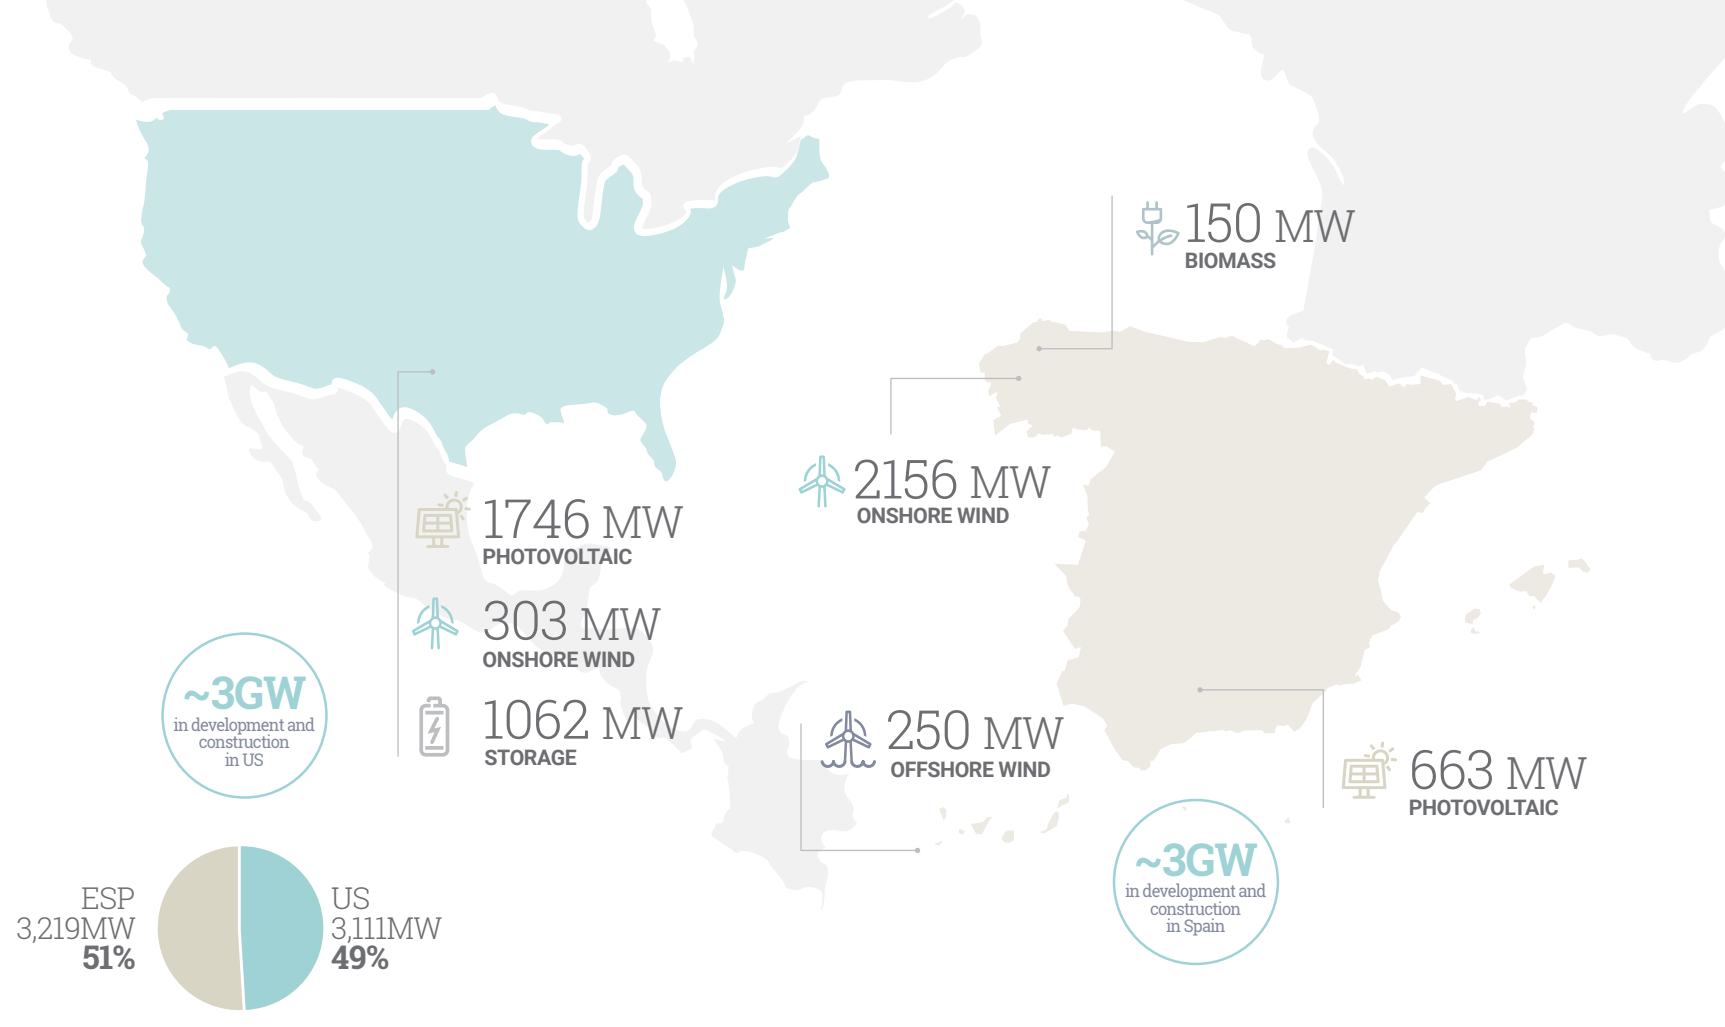 150 MW
BIOMASS
2156 MW
ONSHORE WIND
1746 MW
PHOTOVOLTAIC
303 MW
ONSHORE WIND
1062 MW
STORAGE
~3GW
in development and
construction
in US
250 MW
OFFSHORE WIND
663 MW
PHOTOVOLTAIC
~3GW
in development and
construction
in Spain
ESP
3,219MW
51%
US
3,111MW
49%